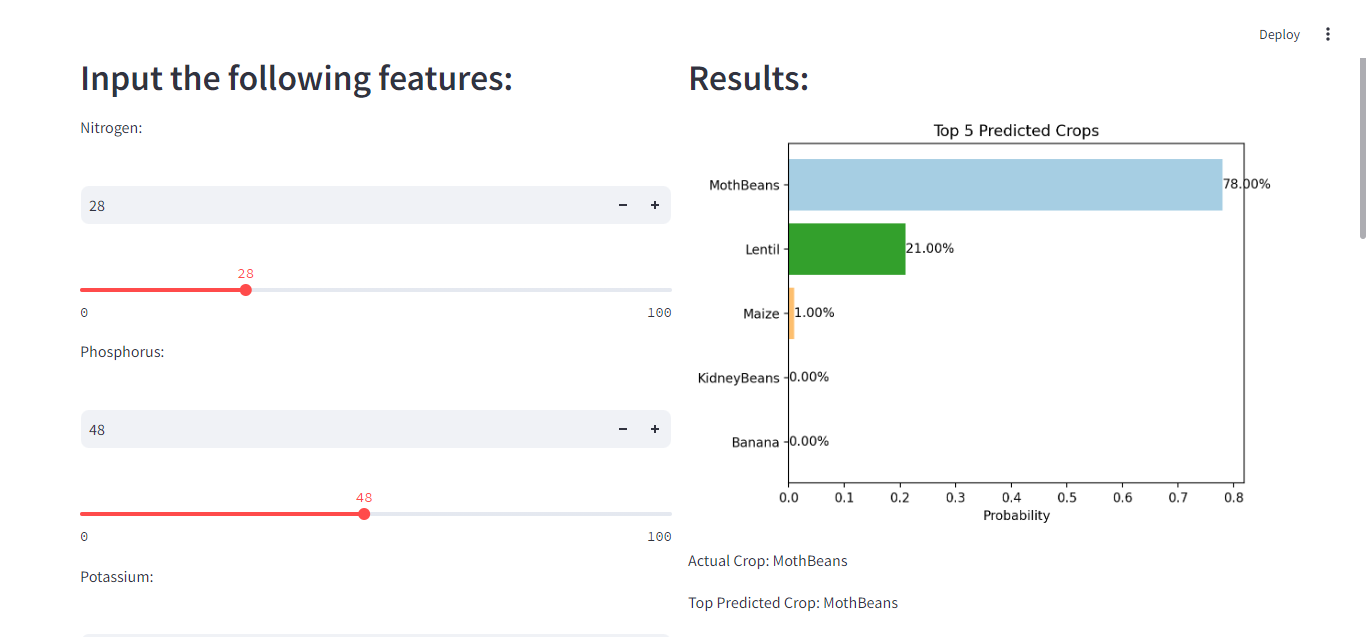 Deploy
Input the following features:
Nitrogen:
28
28
0 100
Phosphorus:
48
48
0 100
Potassium:
Results:
Top 5 Predicted Crops
MothBeans 78.00%
Lentil 21.00%
Maize 1.00%
KidneyBeans 0.00%
Banana 0.00%
0.0 0.1 0.2 0.3 0.4 0.5 0.6 0.7 0.8
Probability
Actual Crop: MothBeans
Top Predicted Crop: MothBeans